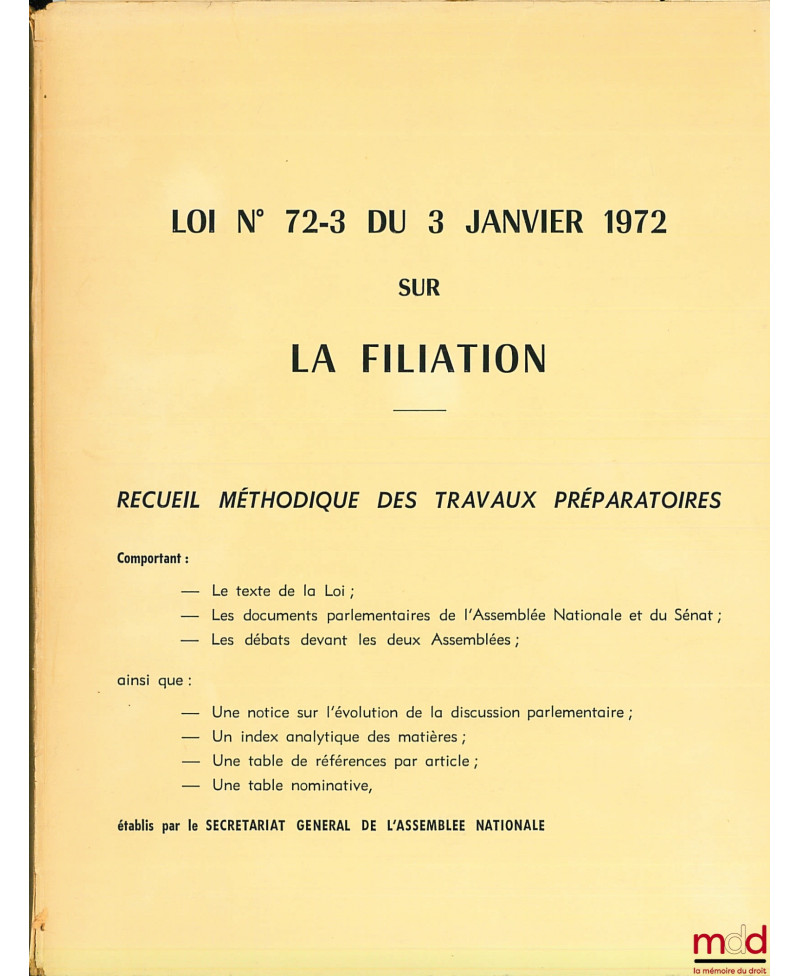 LOI N° 72-3 DU 3 JANVIER 1972
SUR
LA FILIATION
RECUEIL MÉTHODIQUE DES TRAVAUX PRÉPARATOIRES
Comportant :
— Le texte de la Loi ;
— Les documents parlementaires de l'Assemblée Nationale et du Sénat ;
— Les débats devant les deux Assemblées ;
ainsi que :
— Une notice sur l'évolution de la discussion parlementaire ;
— Un index analytique des matières ;
— Une table de références par article ;
— Une table nominative,
établis par le SECRETARIAT GENERAL DE L'ASSEMBLEE NATIONALE
mdd
la mémoire du droit